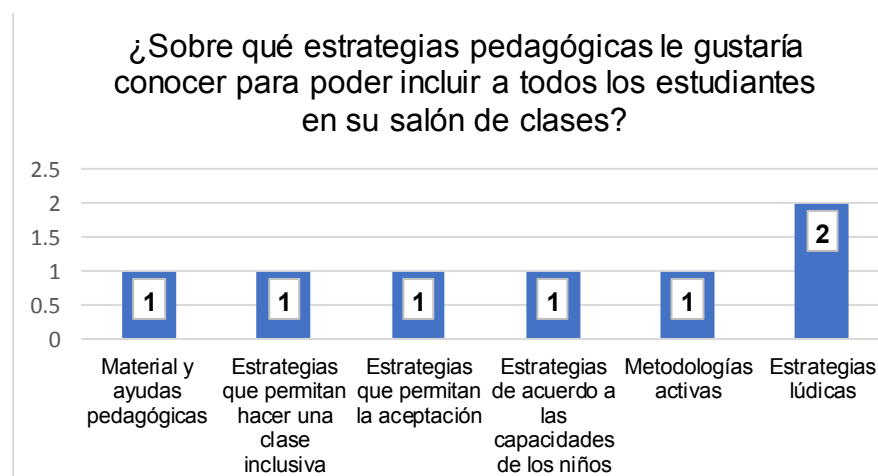 ¿Sobre qué estrategias pedagógicas le gustaría
conocer para poder incluir a todos los estudiantes
en su salón de clases?
2.5
2
1.5
1
0.5
0
1
1
1
1
1
2
Material y
ayudas
pedagógicas
Estrategias
que permitan
hacer una
clase
inclusiva
Estrategias
que permitan
la aceptación
Estrategias
de acuerdo a
las
capacidades
de los niños
Metodologías
activas
Estrategias
lúdicas